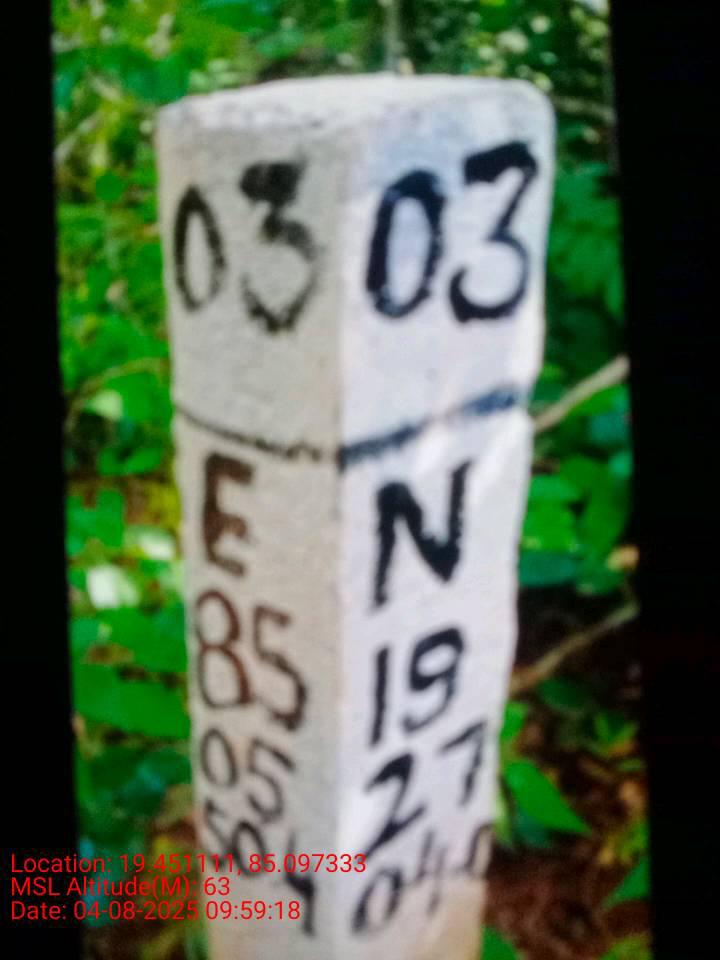 03
E
85
05
03
N
19
27
Location: 19.451111, 85.097333
MSL Altitude(M): 63
Date: 04-08-2025 09:59:18